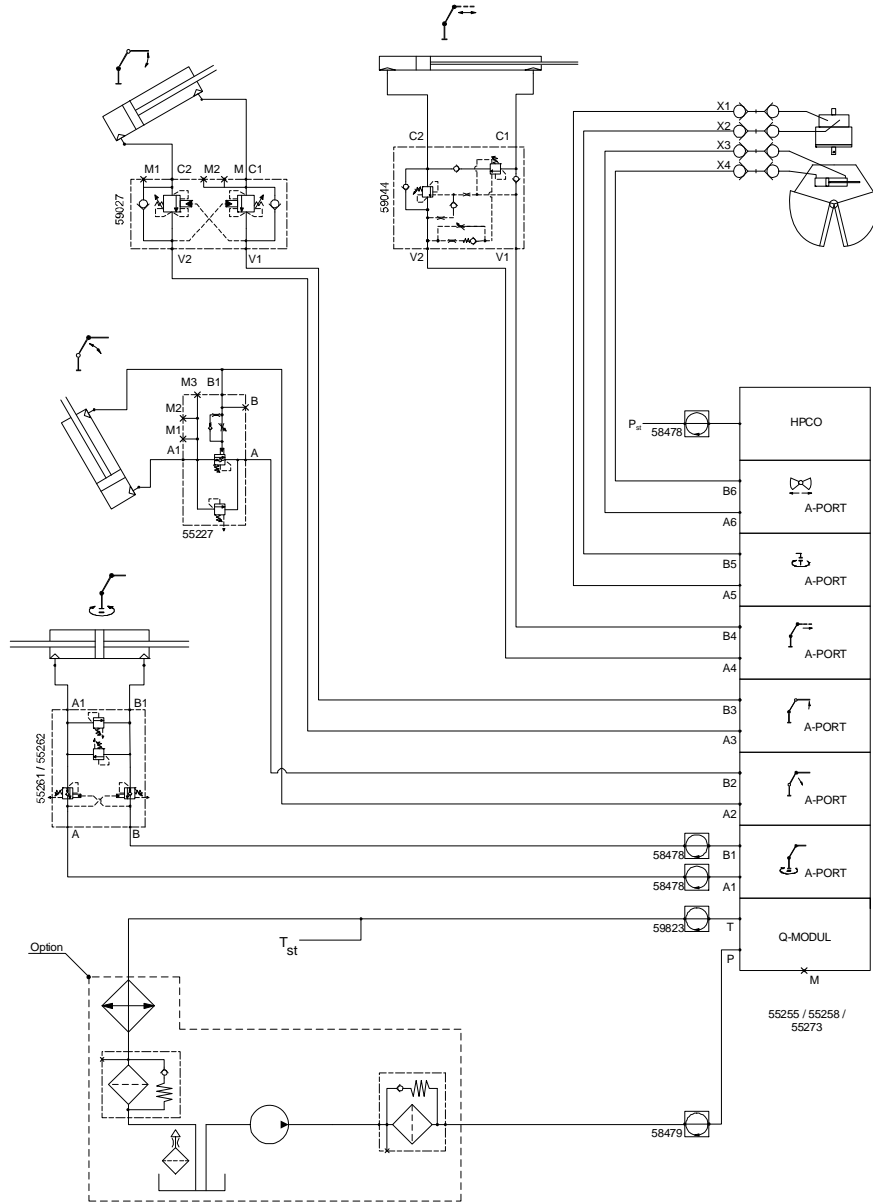 X1
X2
X3
X4
C2
C1
59044
V2
V1
M1
C2
M2
M
C1
59027
V2
V1
M3
B1
B
M2
M1
A1
A
55227
Pst
58478
HPCO
B6
A6
A-PORT
B5
A5
A-PORT
B4
A4
A-PORT
B3
A3
A-PORT
B2
A2
A-PORT
58478
B1
58478
A1
A-PORT
59823
T
P
Q-MODUL
M
55255 / 55258 /
55273
A1
B1
55261 / 55262
A
B
Tst
Option
58479